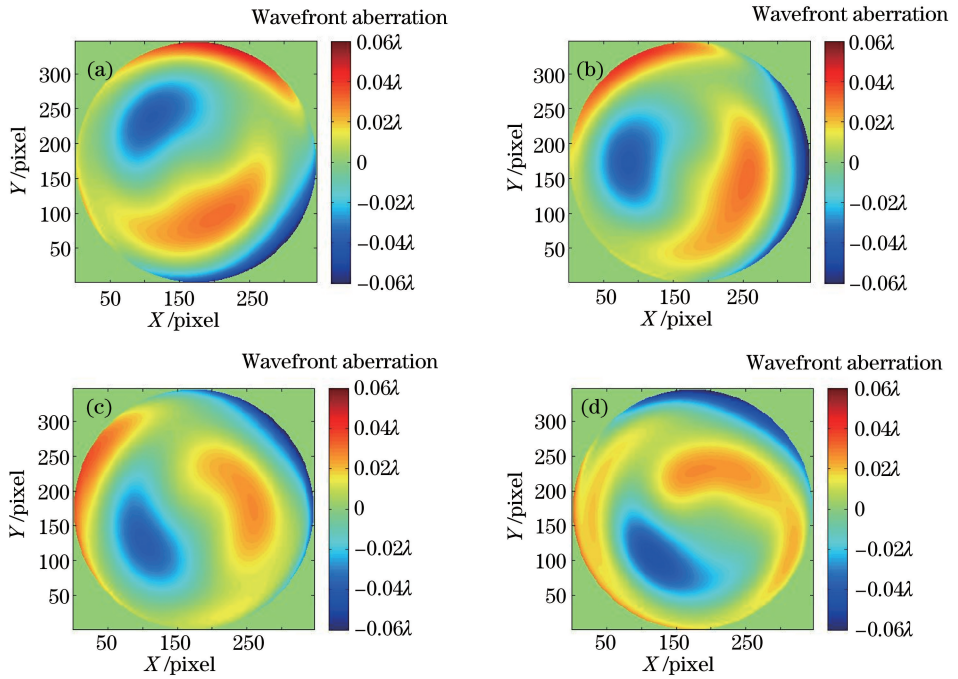 Wavefront aberration
(a)
0.06λ
0.04λ
0.02λ
0
−0.02λ
−0.04λ
−0.06λ
300
250
200
150
100
50
Y/pixel
50 150 250
X/pixel
Wavefront aberration
(b)
0.06λ
0.04λ
0.02λ
0
−0.02λ
−0.04λ
−0.06λ
300
250
200
150
100
50
Y/pixel
50 150 250
X/pixel
Wavefront aberration
(c)
0.06λ
0.04λ
0.02λ
0
−0.02λ
−0.04λ
−0.06λ
300
250
200
150
100
50
Y/pixel
50 150 250
X/pixel
Wavefront aberration
(d)
0.06λ
0.04λ
0.02λ
0
−0.02λ
−0.04λ
−0.06λ
300
250
200
150
100
50
Y/pixel
50 150 250
X/pixel